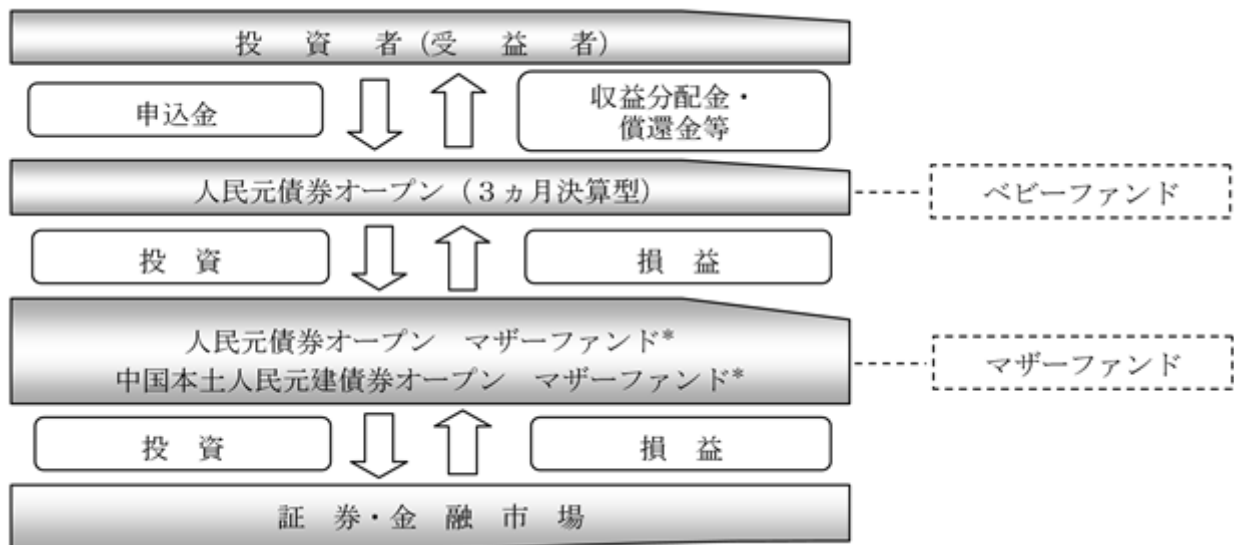 投資者(受益者)
申込金
収益分配金・
償還金等
人民元債券オープン(3ヵ月決算型)
ベビーファンド
投資
損益
人民元債券オープン マザーファンド*
中国本土人民元建債券オープン マザーファンド*
マザーファンド
投資
損益
証券・金融市場